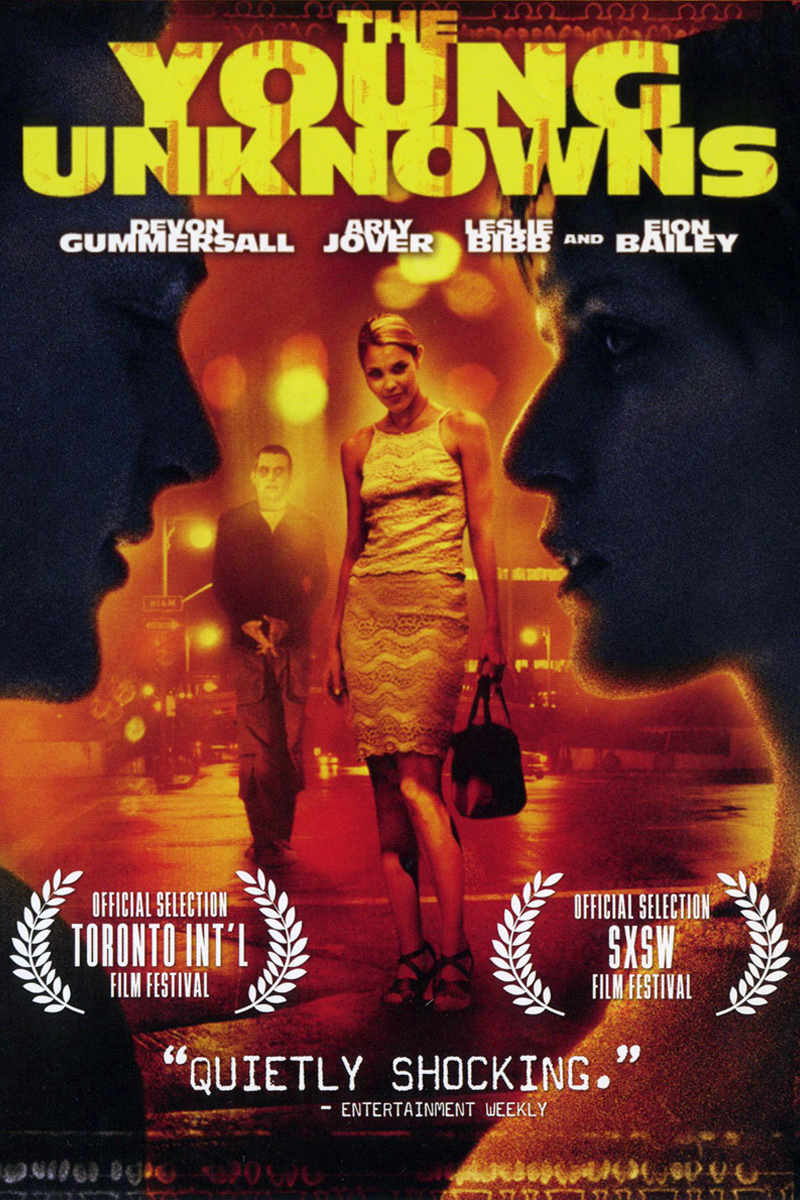 THE
YOUNG
UNKNOWNS
DEVON GUMMERSALL ARLY JOVER LESLIE BIBB AND EION BAILEY
OFFICIAL SELECTION
TORONTO INT'L
FILM FESTIVAL
OFFICIAL SELECTION
SXSW
FILM FESTIVAL
"QUIETLY SHOCKING."
- ENTERTAINMENT WEEKLY